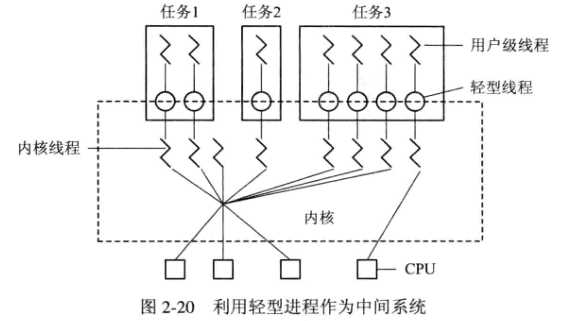 任务1
任务2
任务3
用户级线程
轻型线程
内核线程
内核
CPU
图 2-20 利用轻型进程作为中间系统